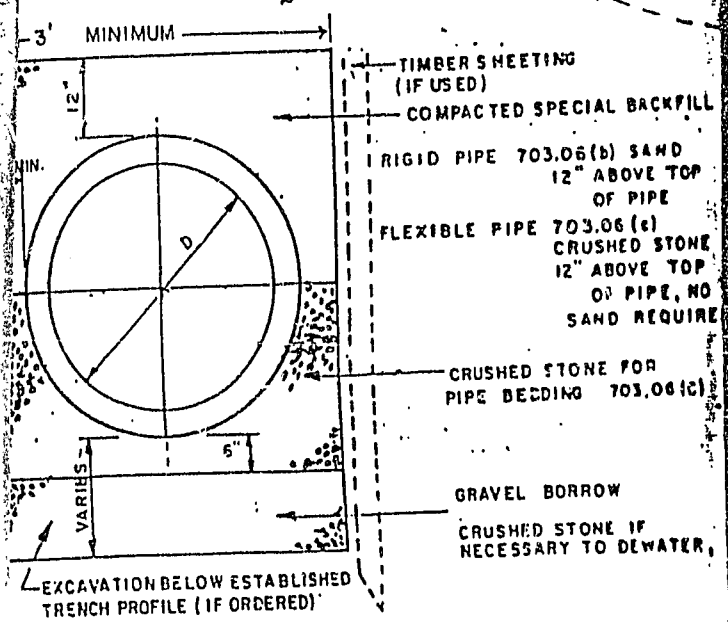 3' MINIMUM
TIMBER SHEETING
(IF USED)
12"
COMPACTED SPECIAL BACKFILL
RIGID PIPE 703.06(b) SAND
12" ABOVE TOP
OF PIPE
MIN.
FLEXIBLE PIPE 703.06(c)
CRUSHED STONE
12" ABOVE TOP
OF PIPE, NO
SAND REQUIRE
D
CRUSHED STONE FOR
PIPE BEDDING 703.06(C)
6"
VARIES
GRAVEL BORROW
CRUSHED STONE IF
NECESSARY TO DEWATER.
EXCAVATION BELOW ESTABLISHED
TRENCH PROFILE (IF ORDERED)